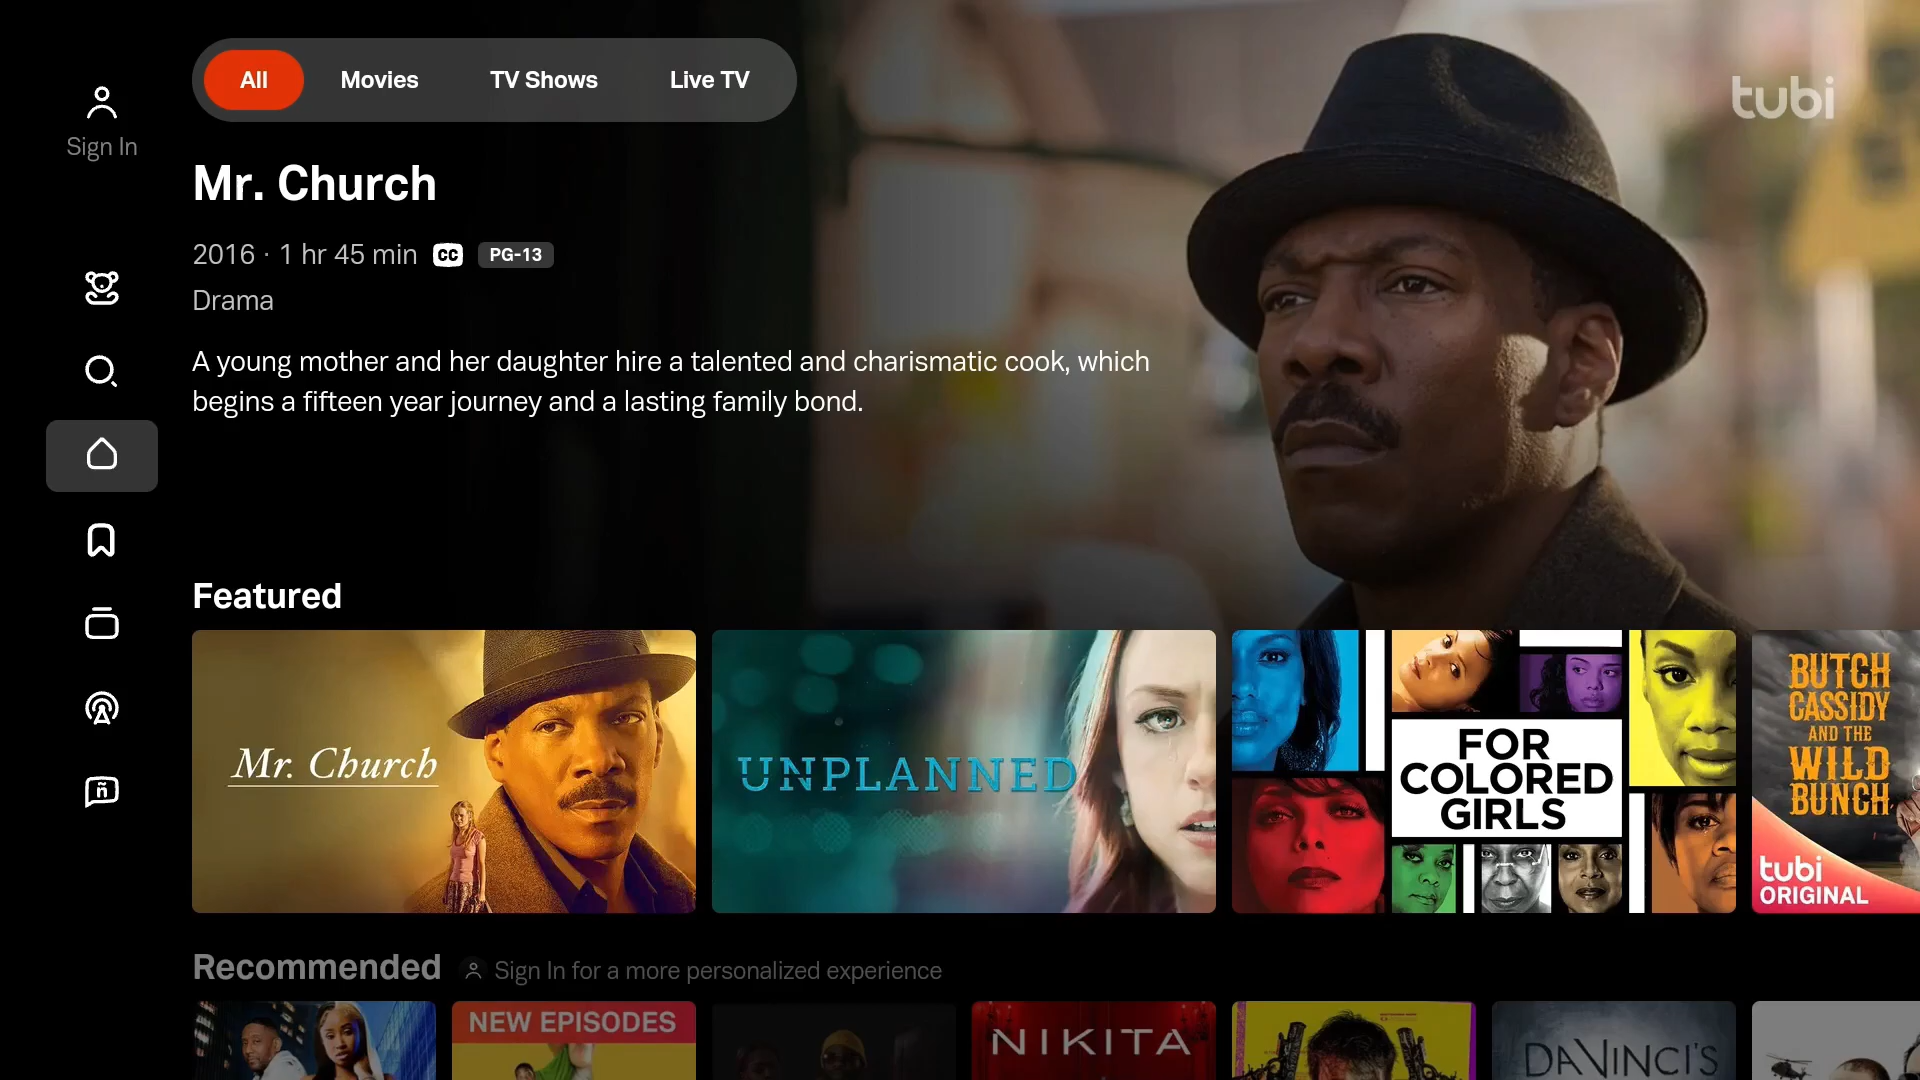 All
Movies
TV Shows
Live TV
tubi
Sign In
Mr. Church
2016 · 1 hr 45 min CC PG-13
Drama
A young mother and her daughter hire a talented and charismatic cook, which
begins a fifteen year journey and a lasting family bond.
ñ
Featured
Mr. Church
UNPLANNED
FOR
COLORED
GIRLS
BUTCH
CASSIDY
AND THE
WILD
BUNCH
tubi
ORIGINAL
Recommended
Sign In for a more personalized experience
NEW EPISODES
NIKITA
DAVINCI'S